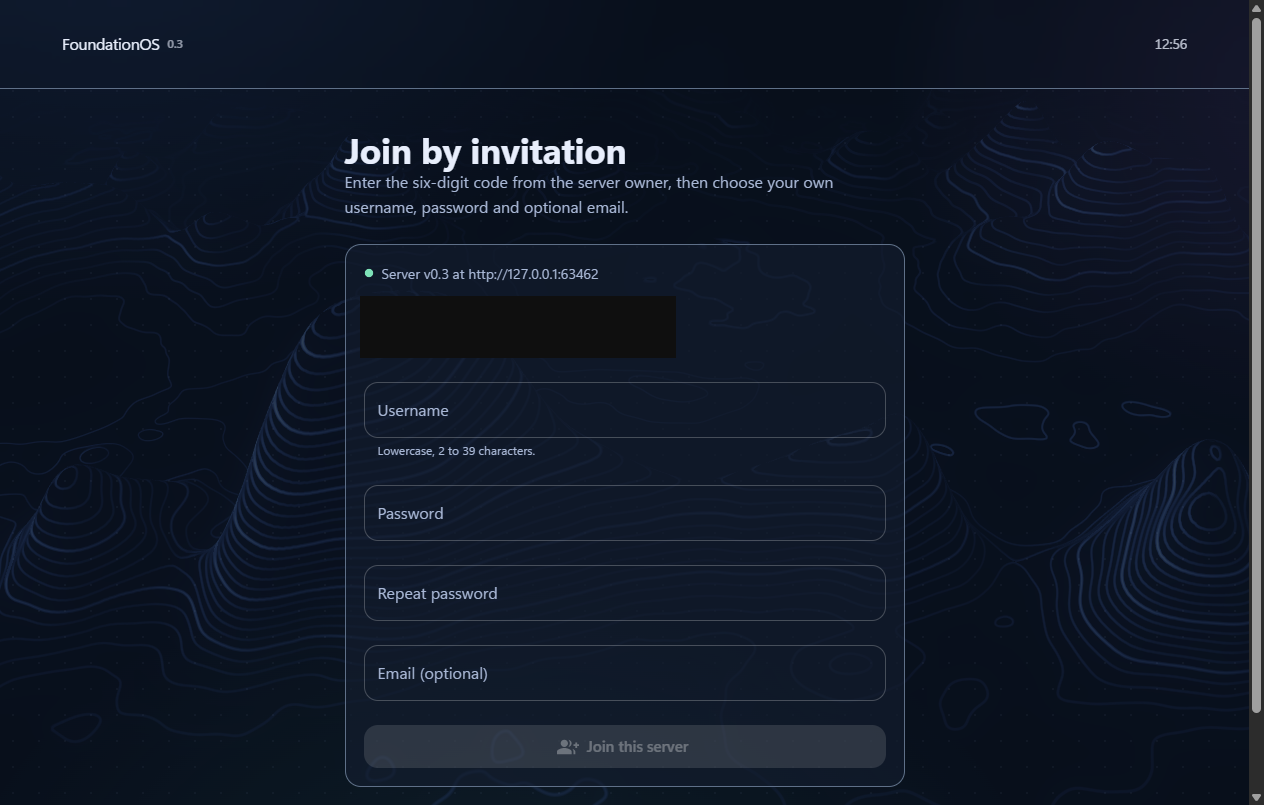 FoundationOS 0.3
12:56
Join by invitation
Enter the six-digit code from the server owner, then choose your own
username, password and optional email.
Server v0.3 at http://127.0.0.1:63462
Username
Lowercase, 2 to 39 characters.
Password
Repeat password
Email (optional)
Join this server